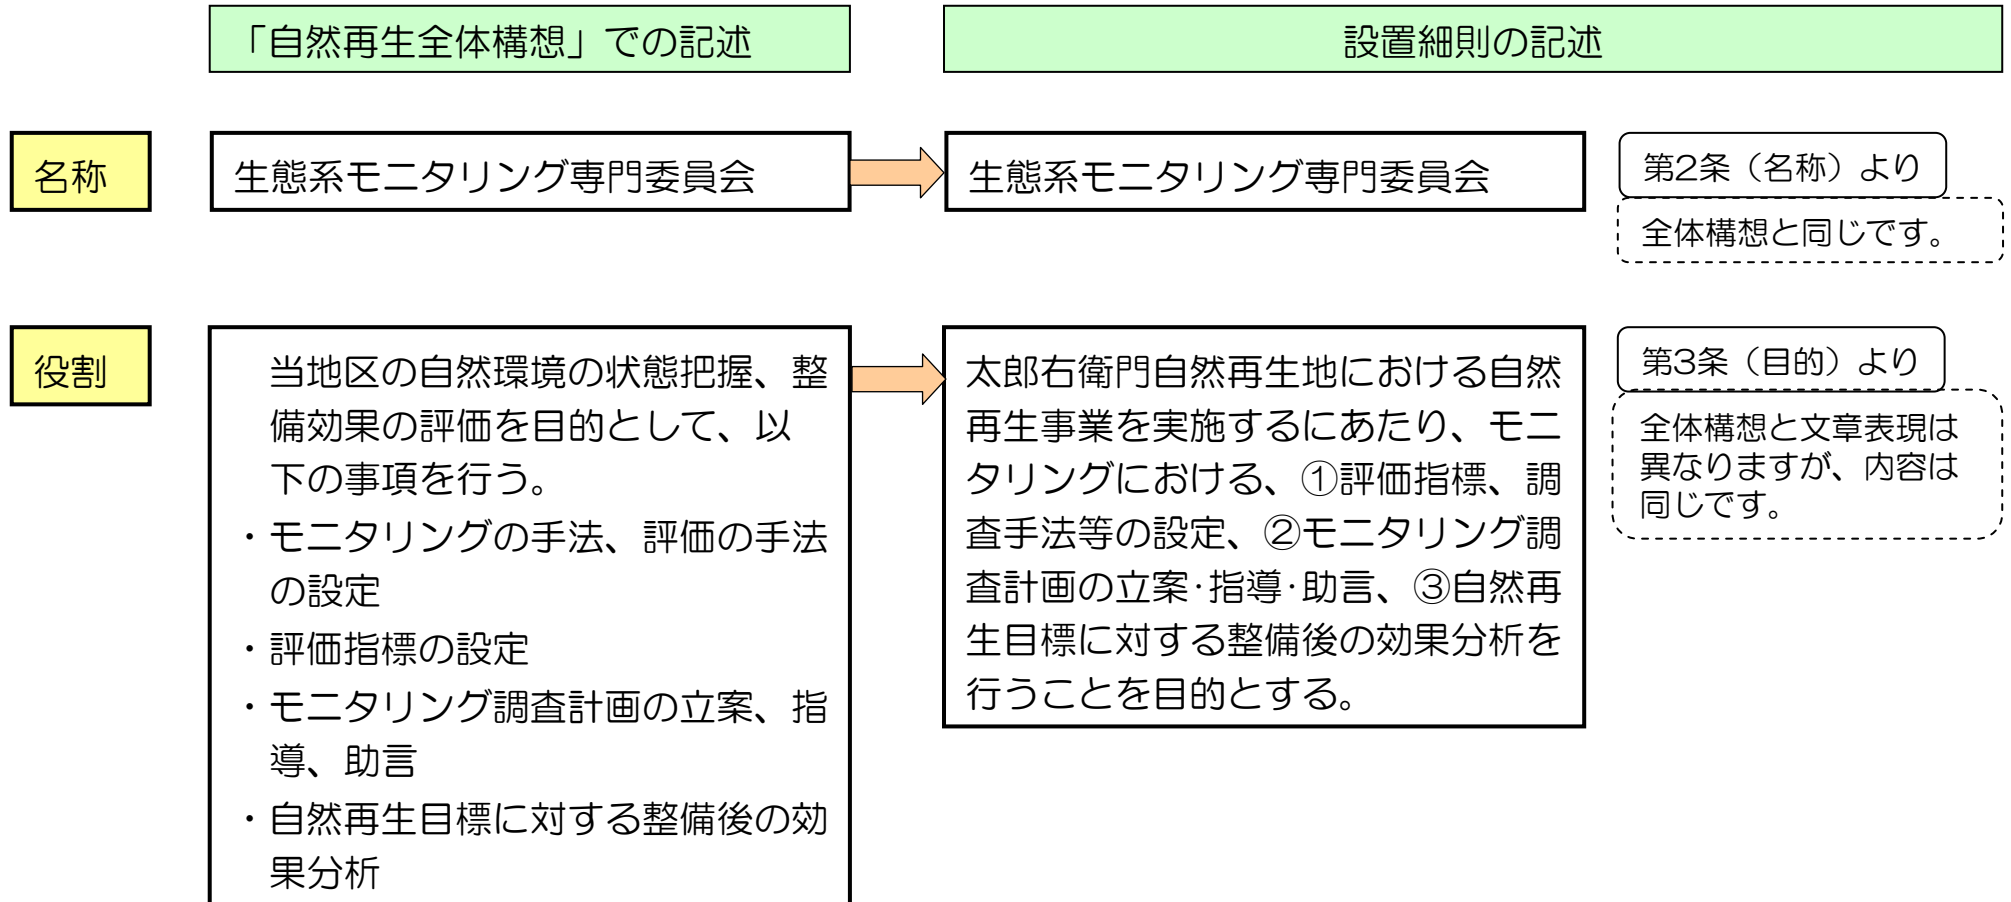 「自然再生全体構想」での記述
設置細則の記述
名称
生態系モニタリング専門委員会
生態系モニタリング専門委員会
第2条（名称）より
全体構想と同じです。
役割
当地区の自然環境の状態把握、整
備効果の評価を目的として、以
下の事項を行う。
・モニタリングの手法、評価の手法
の設定
・評価指標の設定
・モニタリング調査計画の立案、指
導、助言
・自然再生目標に対する整備後の効
果分析
太郎右衛門自然再生地における自然
再生事業を実施するにあたり、モニ
タリングにおける、①評価指標、調
査手法等の設定、②モニタリング調
査計画の立案･指導･助言、③自然再
生目標に対する整備後の効果分析を
行うことを目的とする。
第3条（目的）より
全体構想と文章表現は
異なりますが、内容は
同じです。